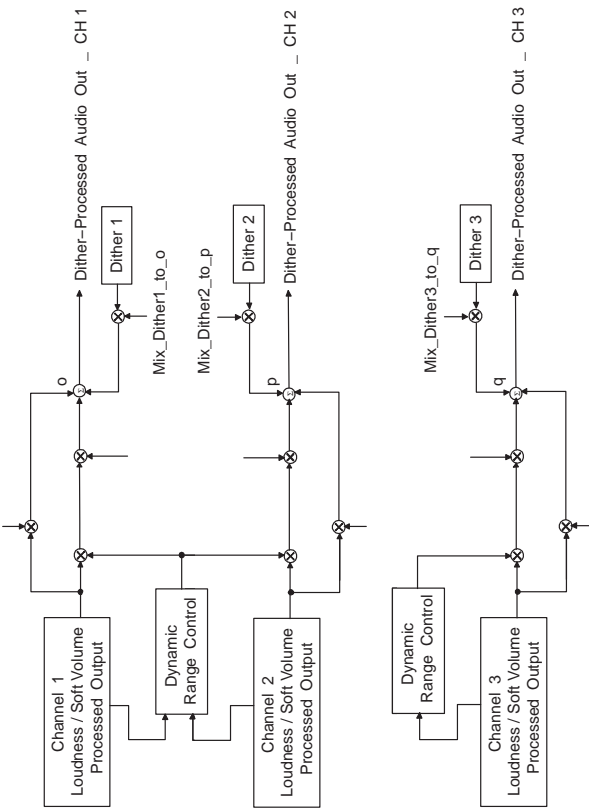 Channel 1
Loudness / Soft Volume
Processed Output
o
Dither–Processed Audio Out _ CH 1
Dither 1
Mix_Dither1_to_o
Dynamic
Range Control
Mix_Dither2_to_p
Dither 2
p
Dither–Processed Audio Out _ CH 2
Channel 2
Loudness / Soft Volume
Processed Output
Dynamic
Range Control
Mix_Dither3_to_q
Dither 3
q
Dither–Processed Audio Out _ CH 3
Channel 3
Loudness / Soft Volume
Processed Output
Σ
Σ
Σ